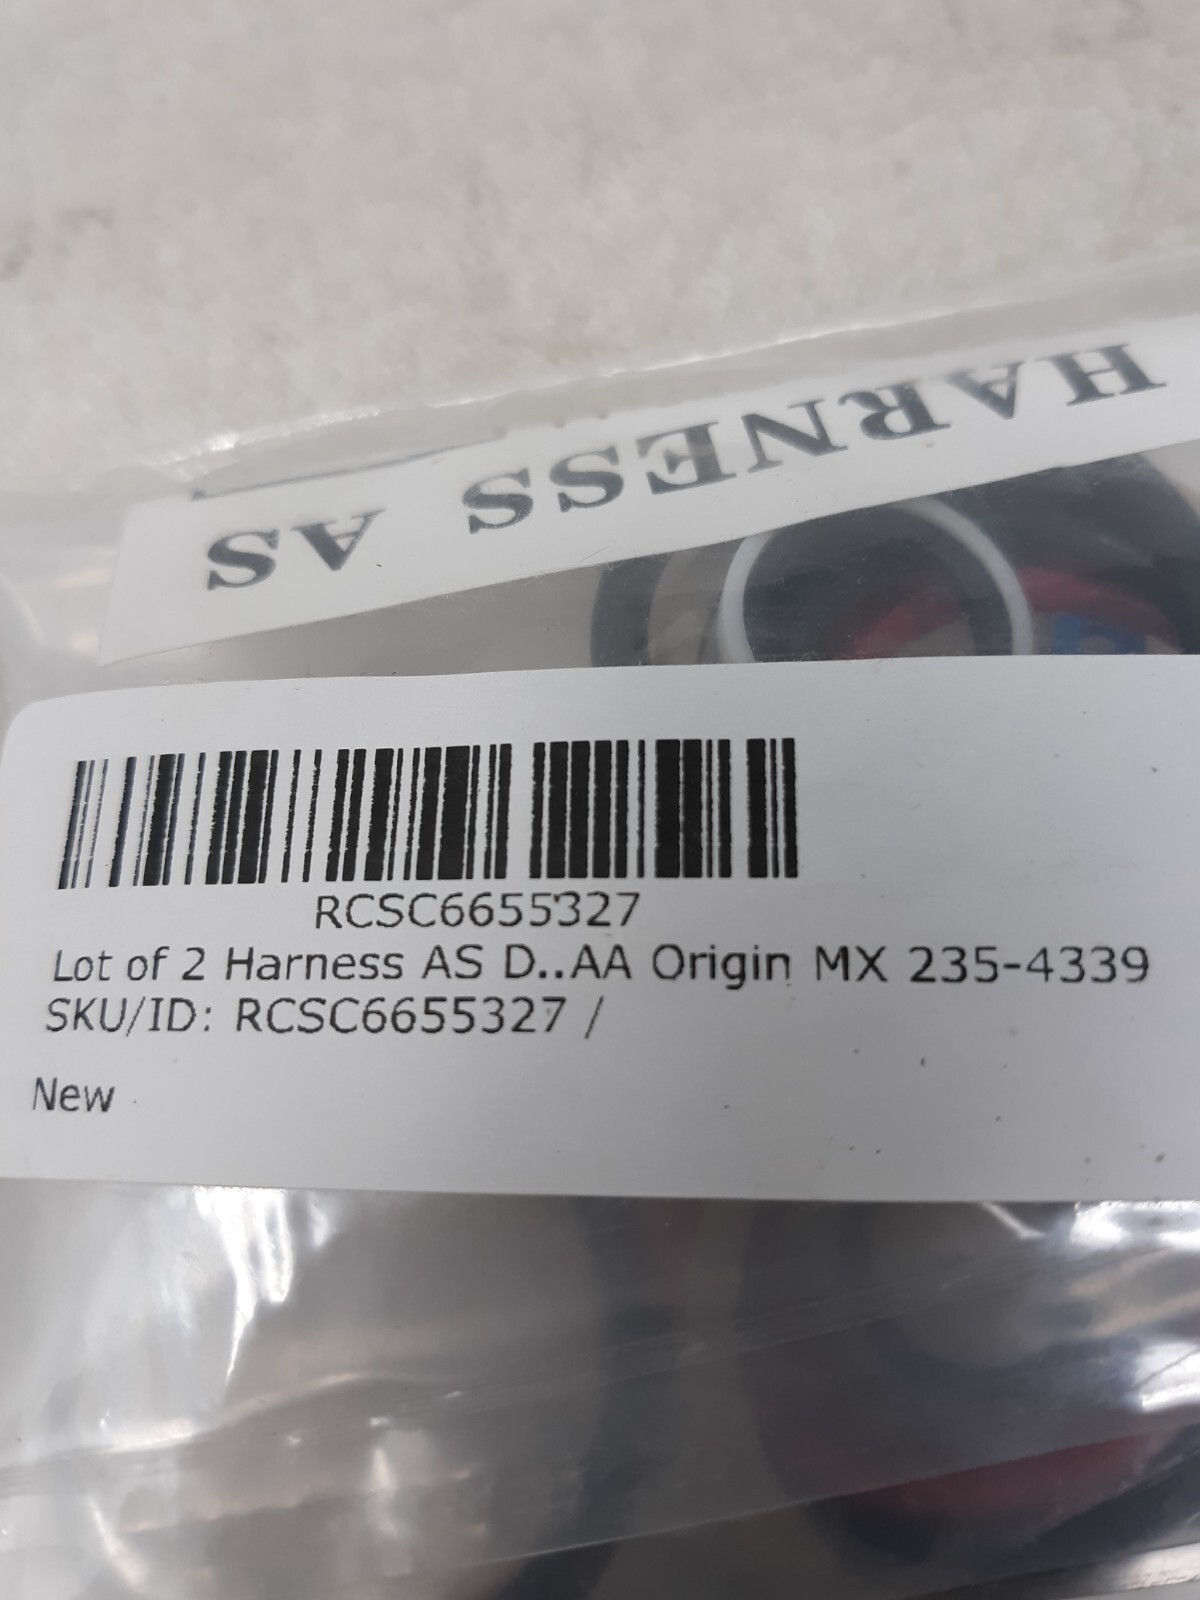 HARNESS AS
RCSC6655327
Lot of 2 Harness AS D..AA Origin MX 235-4339
SKU/ID: RCSC6655327 /
New